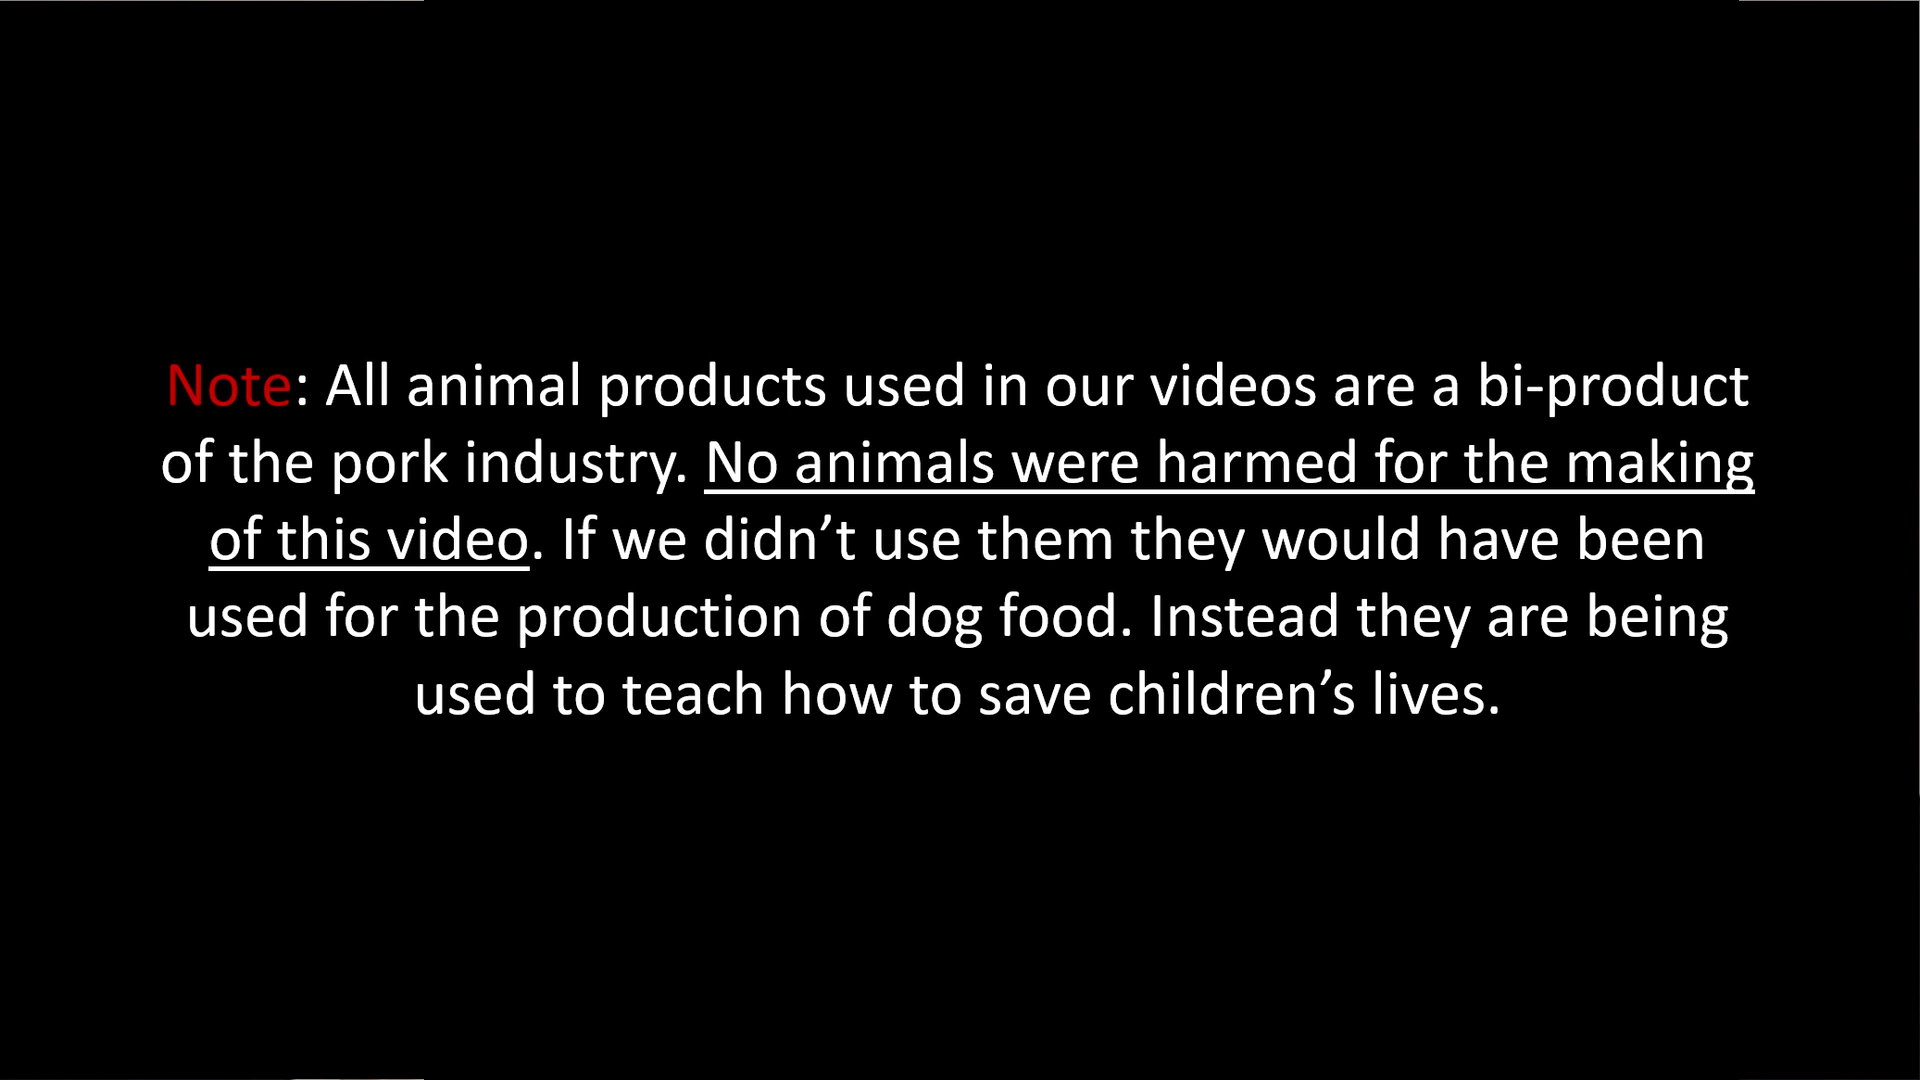 Note: All animal products used in our videos are a bi-product
of the pork industry. No animals were harmed for the making
of this video. If we didn’t use them they would have been
used for the production of dog food. Instead they are being
used to teach how to save children’s lives.